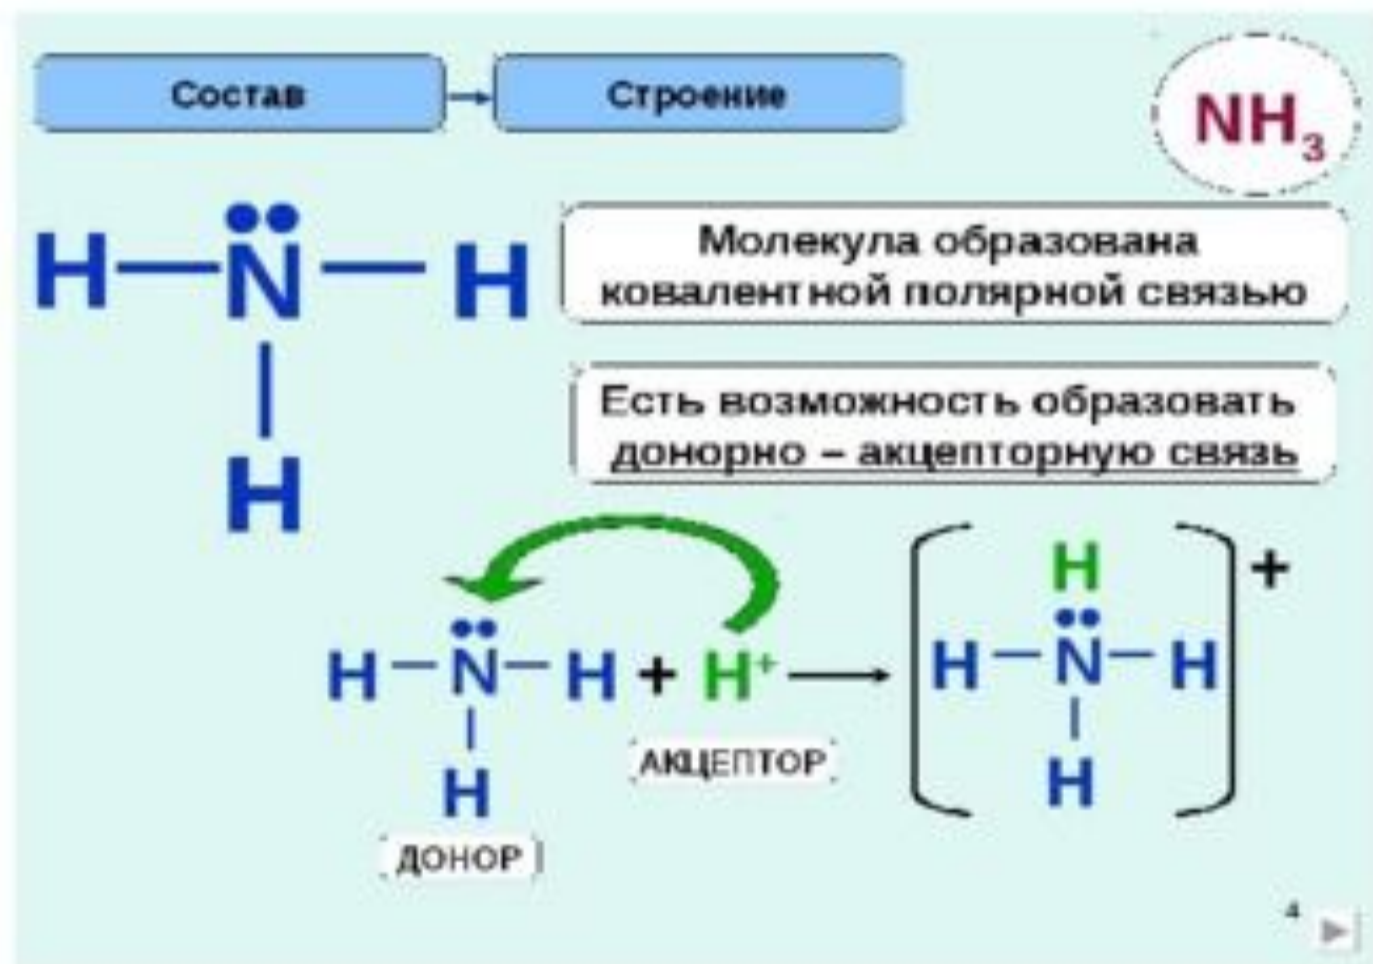 Состав
Строение
NH₃
H — N̈ — H
H
Молекула образована
ковалентной полярной связью
Есть возможность образовать
донорно – акцепторную связь
H — N̈ — H + H⁺ → [H — N̈ — H]⁺
H
H
H
АКЦЕПТОР
ДОНОР
4